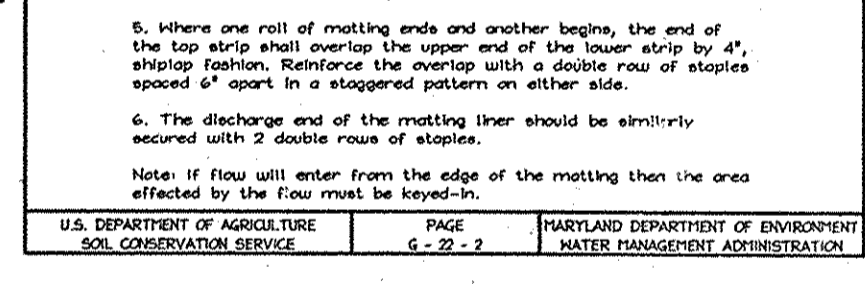 5. Where one roll of matting ends and another begins, the end of
the top strip shall overlap the upper end of the lower strip by 4",
shiplap fashion. Reinforce the overlap with a double row of staples
spaced 6" apart in a staggered pattern on either side.
6. The discharge end of the matting liner should be similarly
secured with 2 double rows of staples.
Note: If flow will enter from the edge of the matting then the area
effected by the flow must be keyed-in.
U.S. DEPARTMENT OF AGRICULTURE PAGE MARYLAND DEPARTMENT OF ENVIRONMENT
SOIL CONSERVATION SERVICE G - 22 - 2 WATER MANAGEMENT ADMINISTRATION